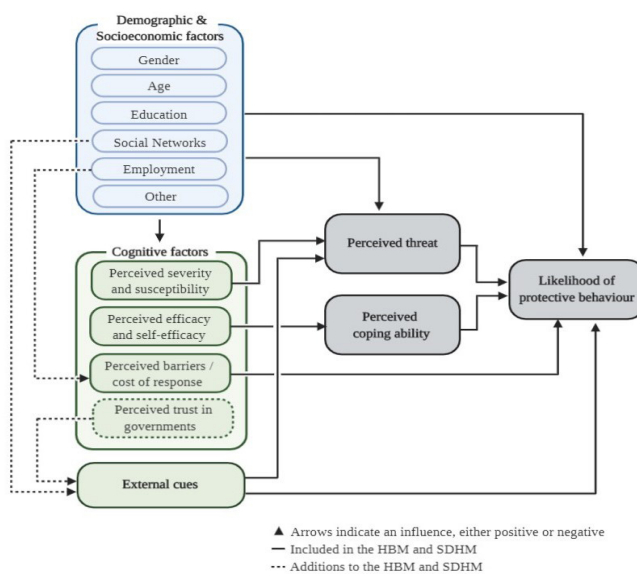 Demographic &
Socioeconomic factors
Gender
Age
Education
Social Networks
Employment
Other
Cognitive factors
Perceived severity
and susceptibility
Perceived efficacy
and self-efficacy
Perceived barriers /
cost of response
Perceived trust in
governments
External cues
Perceived threat
Perceived
coping ability
Likelihood of
protective behaviour
Arrows indicate an influence, either positive or negative
Included in the HBM and SDHM
Additions to the HBM and SDHM